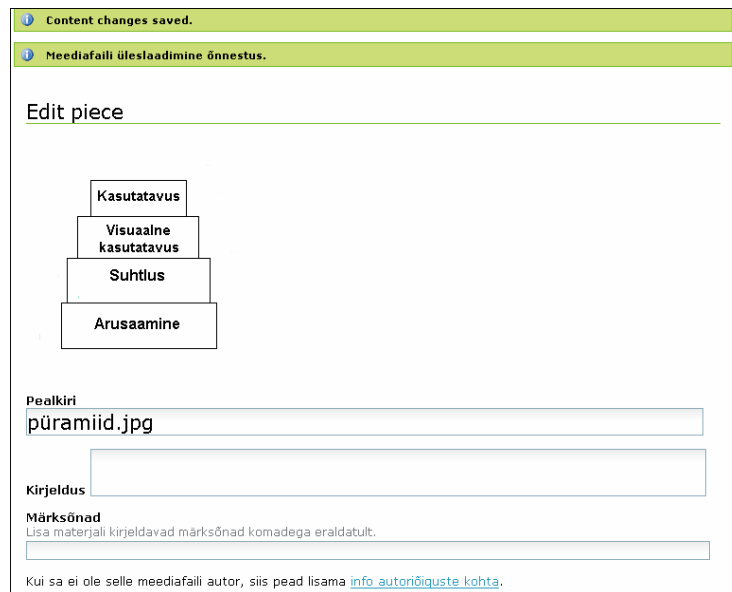 Content changes saved.
Meediafaili üleslaadimine õnnestus.
Edit piece
Kasutatavus
Visuaalne
kasutatavus
Suhtlus
Arusaamine
Pealkiri
püramiid.jpg
Kirjeldus
Märksõnad
Lisa materjali kirjeldavad märksõnad komadega eraldatult.
Kui sa ei ole selle meediafaili autor, siis pead lisama info autoriõiguste kohta.